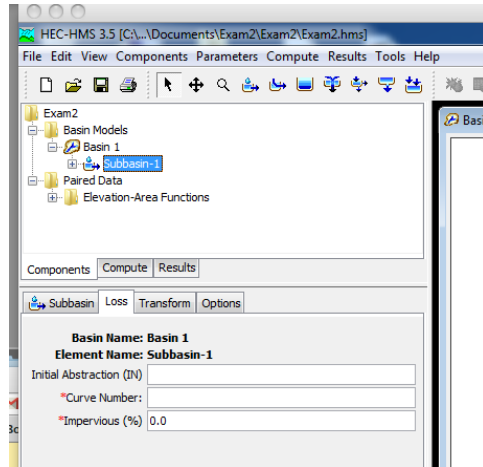 HEC-HMS 3.5 [C:\...\Documents\Exam2\Exam2\Exam2.hms]
File Edit View Components Parameters Compute Results Tools Help
Bas
Exam2
Basin Models
Basin 1
Subbasin-1
Paired Data
Elevation-Area Functions
Components Compute Results
Subbasin Loss Transform Options
Basin Name: Basin 1
Element Name: Subbasin-1
Initial Abstraction (IN)
*Curve Number:
*Impervious (%) 0.0